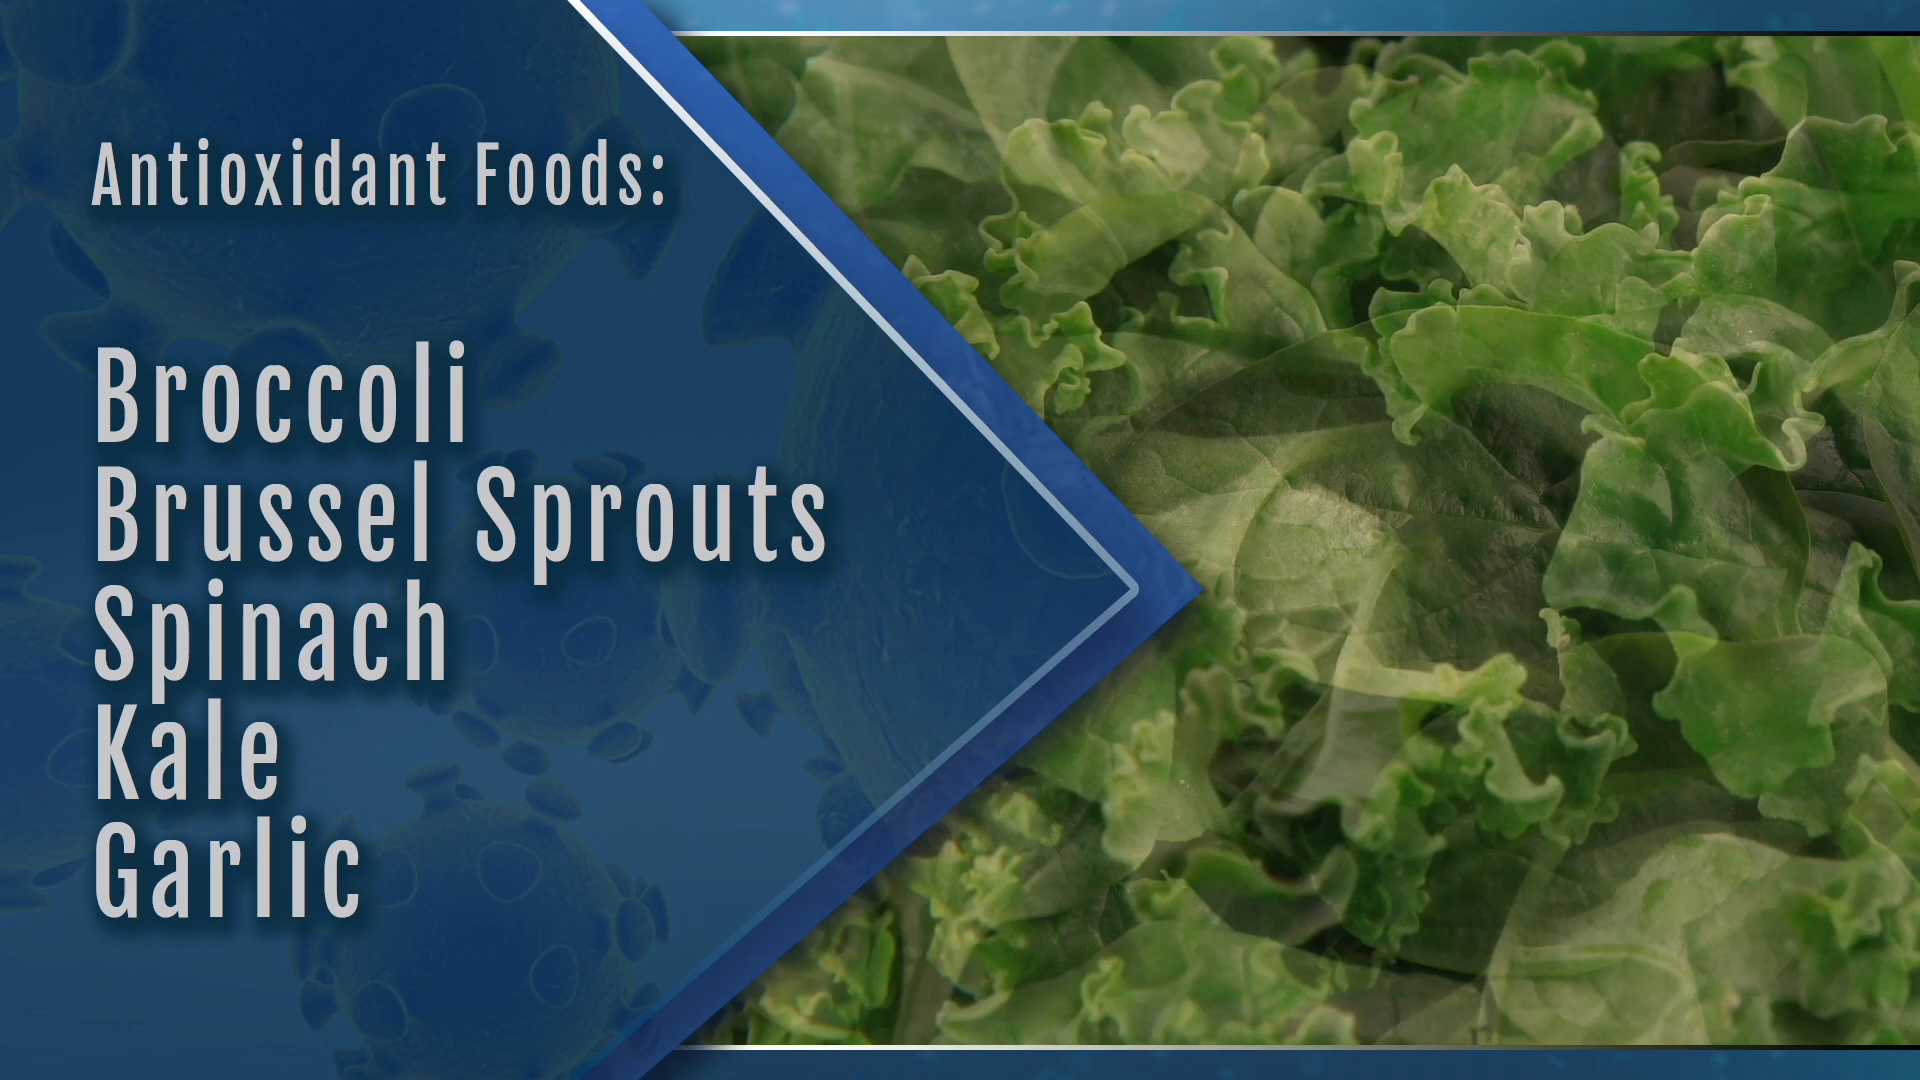 Antioxidant Foods:
Broccoli
Brussel Sprouts
Spinach
Kale
Garlic